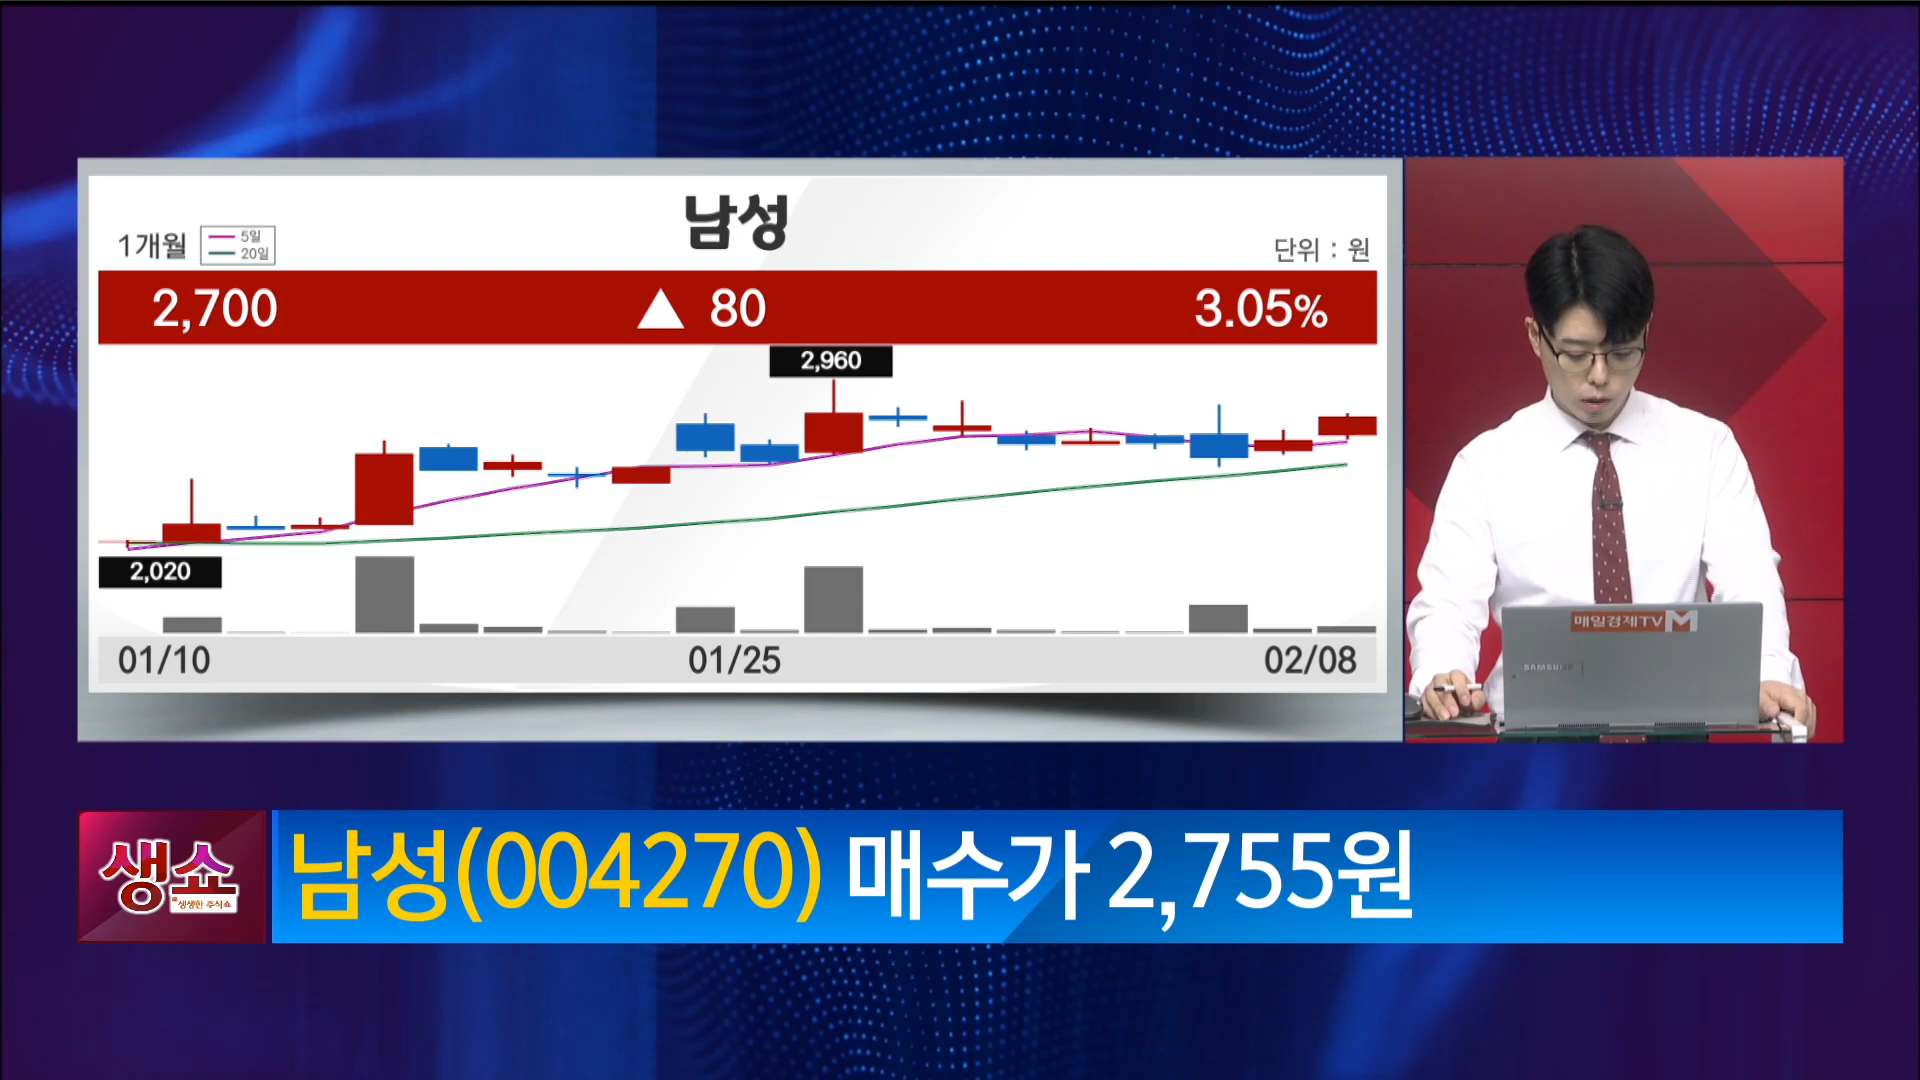 남성
1개월
5일
20일
단위 : 원
2,700 ▲ 80 3.05%
2,960
2,020
01/10 01/25 02/08
매일경제TV M
SAMSUNG
생쇼
생생한 주식쇼
남성(004270) 매수가 2,755원